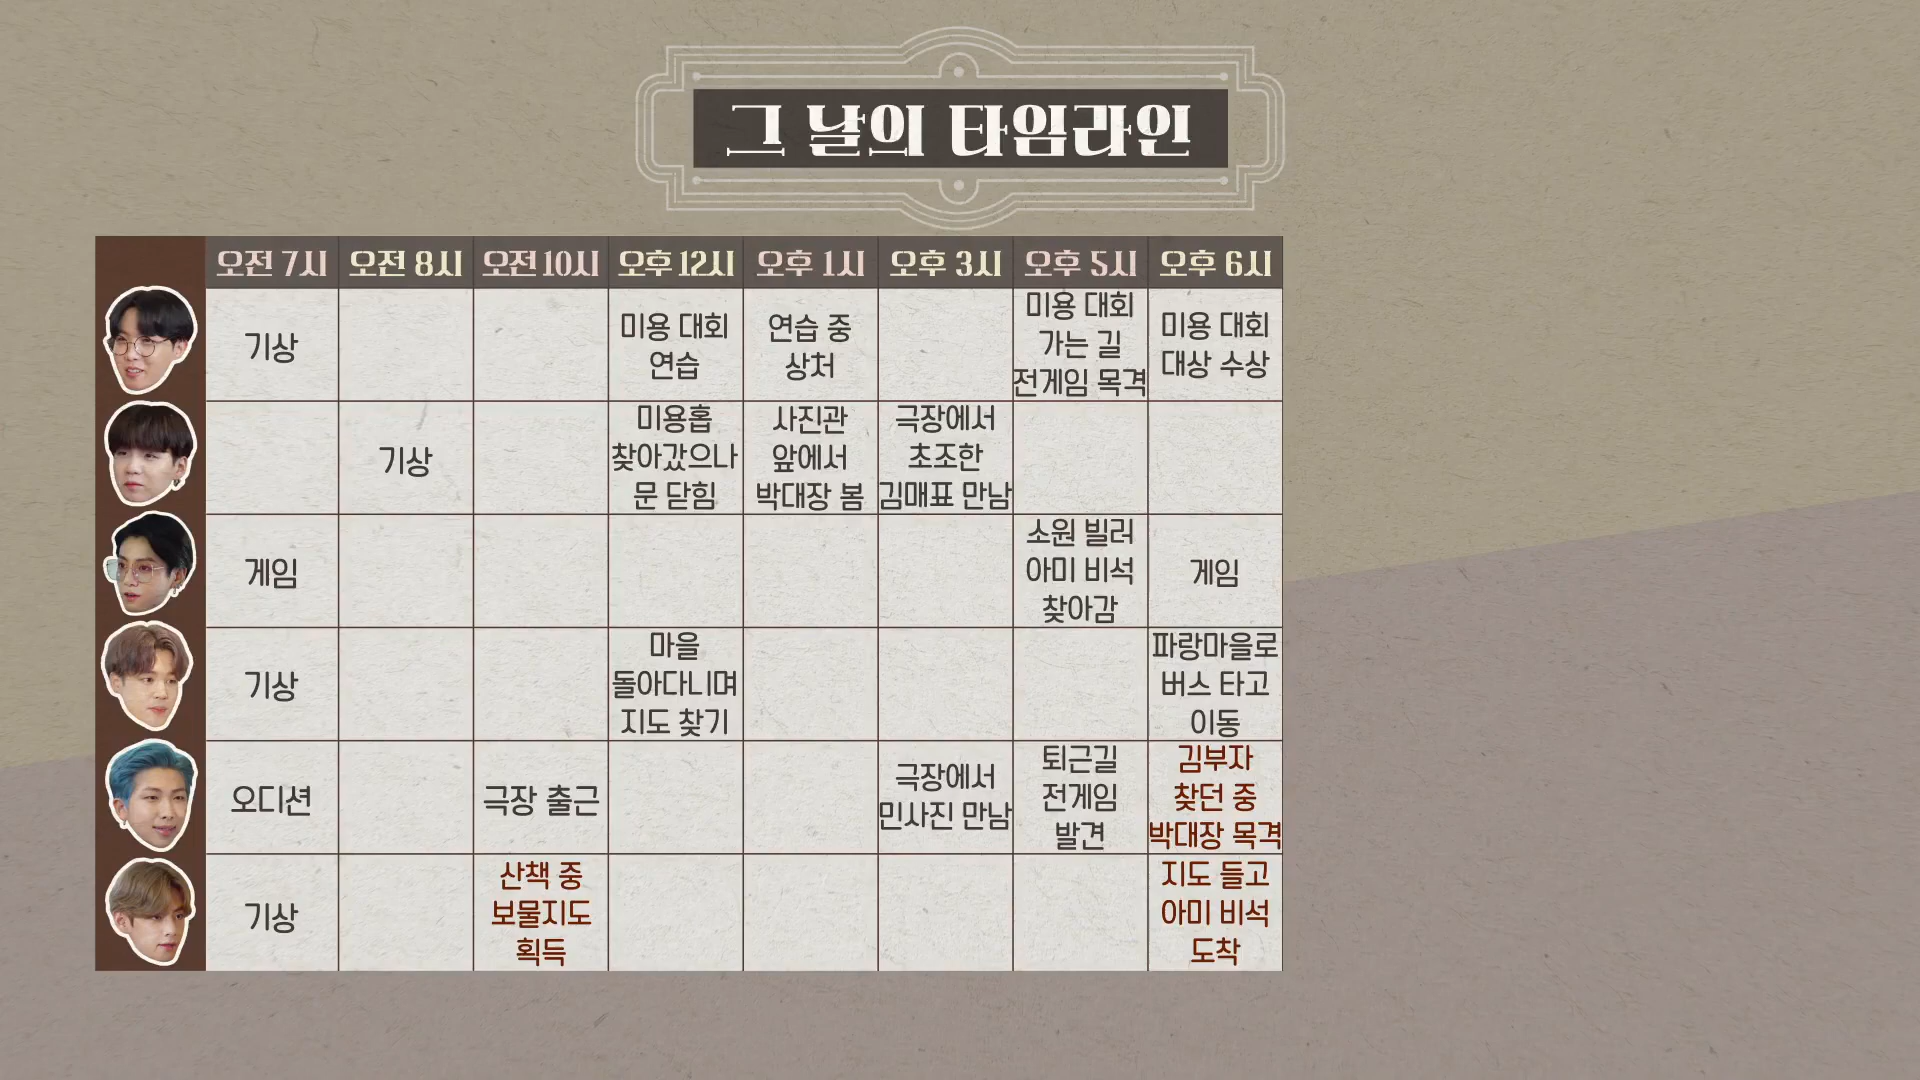 그 날의 타임라인
오전 7시 오전 8시 오전 10시 오후 12시 오후 1시 오후 3시 오후 5시 오후 6시
기상
미용 대회
연습
연습 중
상처
미용 대회
가는 길
전게임 목격
미용 대회
대상 수상
기상
미용홉
찾아갔으나
문 닫힘
사진관
앞에서
박대장 봄
극장에서
초조한
김매표 만남
게임
소원 빌러
아미 비석
찾아감
게임
기상
마을
돌아다니며
지도 찾기
파랑마을로
버스 타고
이동
오디션
극장 출근
극장에서
민사진 만남
퇴근길
전게임
발견
김부자
찾던 중
박대장 목격
기상
산책 중
보물지도
획득
지도 들고
아미 비석
도착